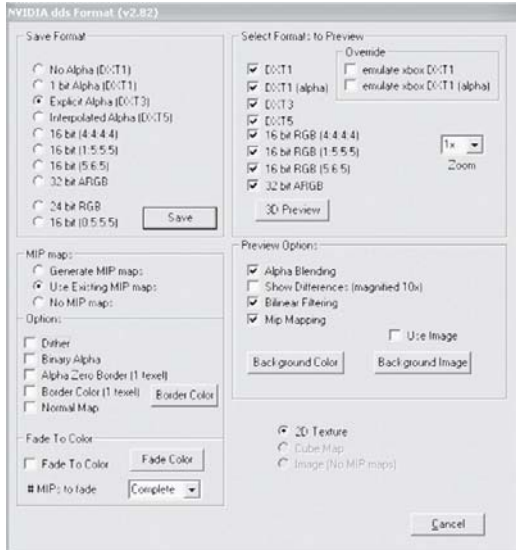 NVIDIA dds Format (v2.82)
Save Format
No Alpha (DXT1)
1 bit Alpha (DXT1)
Explicit Alpha (DXT3)
Interpolated Alpha (DXT5)
16 bit (4:4:4:4)
16 bit (1:5:5:5)
16 bit (5:6:5)
32 bit ARGB
24 bit RGB
16 bit (0:5:5:5)
Save
Select Formats to Preview
Override
DXT1
emulate xbox DXT1
DXT1 (alpha)
emulate xbox DXT1 (alpha)
DXT3
DXT5
16 bit RGB (4:4:4:4)
16 bit RGB (1:5:5:5)
16 bit RGB (5:6:5)
32 bit ARGB
1x
Zoom
3D Preview
MIP maps
Generate MIP maps
Use Existing MIP maps
No MIP maps
Options
Dither
Binary Alpha
Alpha Zero Border (1 texel)
Border Color (1 texel)
Border Color
Normal Map
Fade To Color
Fade To Color
Fade Color
# MIPs to fade
Complete
Preview Options
Alpha Blending
Show Differences (magnified 10x)
Bilinear Filtering
Mip Mapping
Use Image
Background Color
Background Image
2D Texture
Cube Map
Image (No MIP maps)
Cancel